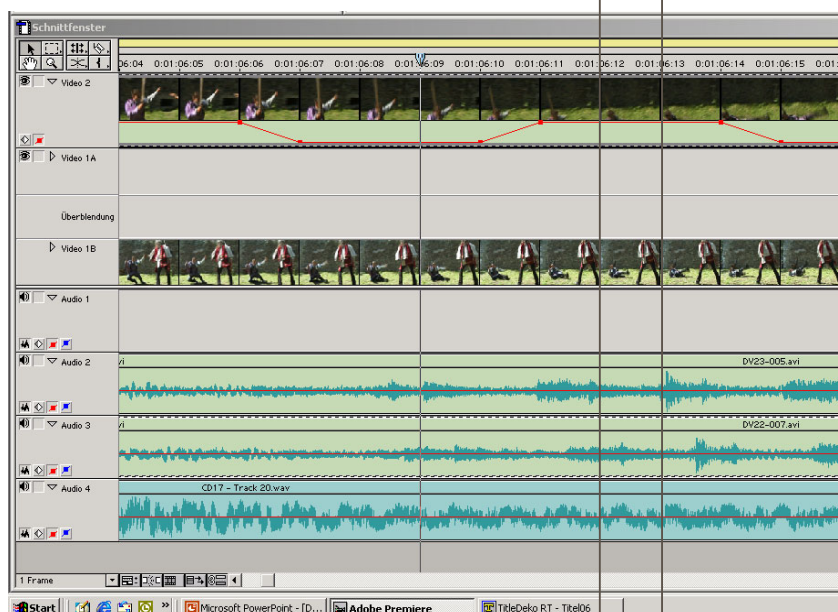 Schnittfenster
06:04 0:01:06:05 0:01:06:06 0:01:06:07 0:01:06:08 0:01:06:09 0:01:06:10 0:01:06:11 0:01:06:12 0:01:06:13 0:01:06:14 0:01:06:15 0:01:
Video 2
Video 1A
Überblendung
Video 1B
Audio 1
Audio 2
vi DV23-005.avi
Audio 3
vi DV22-007.avi
Audio 4
CD17 - Track 20.wav
1 Frame
Start » Microsoft PowerPoint - [D... Adobe Premiere TitleDeko RT - Titel06